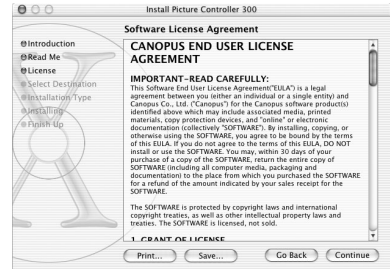 Install Picture Controller 300
Software License Agreement
Introduction
Read Me
License
Select Destination
Installation Type
Installing
Finish Up
CANOPUS END USER LICENSE
AGREEMENT
IMPORTANT–READ CAREFULLY:
This Software End User License Agreement("EULA") is a legal
agreement between you (either an individual or a single entity) and
Canopus Co., Ltd. ("Canopus") for the Canopus software product(s)
identified above which may include associated media, printed
materials, copy protection devices, and "online" or electronic
documentation (collectively "SOFTWARE"). By installing, copying, or
otherwise using the SOFTWARE, you agree to be bound by the terms
of this EULA. If you do not agree to the terms of this EULA, DO NOT
install or use the SOFTWARE. You may, within 30 days of your
purchase of a copy of the SOFTWARE, return the entire copy of
SOFTWARE (including all computer media, packaging and
documentation) to the place from which you purchased the SOFTWARE
for a refund of the amount indicated by your sales receipt for the
SOFTWARE.
The SOFTWARE is protected by copyright laws and international
copyright treaties, as well as other intellectual property laws and
treaties. The SOFTWARE is licensed, not sold.
1. GRANT OF LICENSE
Print...
Save...
Go Back
Continue